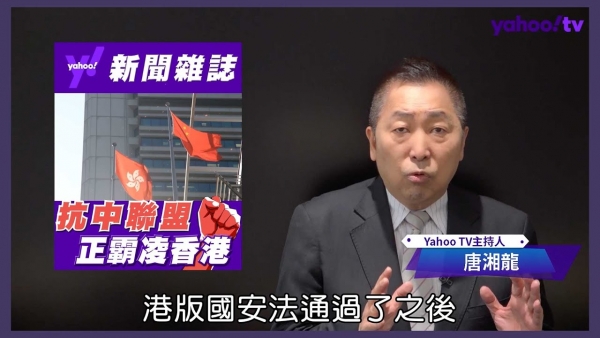 yahoo!tv
yahoo!
新聞雜誌
抗中聯盟
正霸凌香港
Yahoo TV主持人
唐湘龍
港版國安法通過了之後